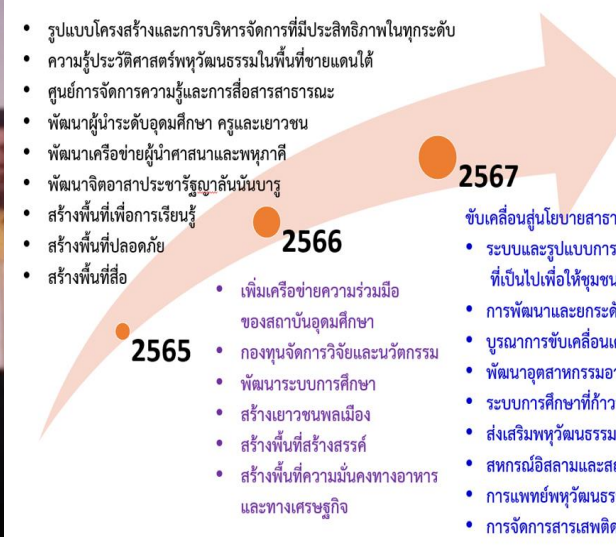 • รูปแบบโครงสร้างและการบริหารจัดการที่มีประสิทธิภาพในทุกระดับ
• ความรู้ประวัติศาสตร์พหุวัฒนธรรมในพื้นที่ชายแดนใต้
• ศูนย์การจัดการความรู้และการสื่อสารสาธารณะ
• พัฒนาผู้นำระดับอุดมศึกษา ครูและเยาวชน
• พัฒนาเครือข่ายผู้นำศาสนาและพหุภาคี
• พัฒนาจิตอาสาประชารัฐญาลันนันบารู
• สร้างพื้นที่เพื่อการเรียนรู้
• สร้างพื้นที่ปลอดภัย
• สร้างพื้นที่สื่อ
2565
2566
• เพิ่มเครือข่ายความร่วมมือ
ของสถาบันอุดมศึกษา
• กองทุนจัดการวิจัยและนวัตกรรม
• พัฒนาระบบการศึกษา
• สร้างเยาวชนพลเมือง
• สร้างพื้นที่สร้างสรรค์
• สร้างพื้นที่ความมั่นคงทางอาหาร
และทางเศรษฐกิจ
2567
ขับเคลื่อนสู่นโยบายสาธา
• ระบบและรูปแบบการ
ที่เป็นไปเพื่อให้ชุมชน
• การพัฒนาและยกระดั
• บูรณาการขับเคลื่อนเ
• พัฒนาอุตสาหกรรมอา
• ระบบการศึกษาที่ก้าว
• ส่งเสริมพหุวัฒนธรรม
• สหกรณ์อิสลามและส
• การแพทย์พหุวัฒนธร
• การจัดการสารเสพติด